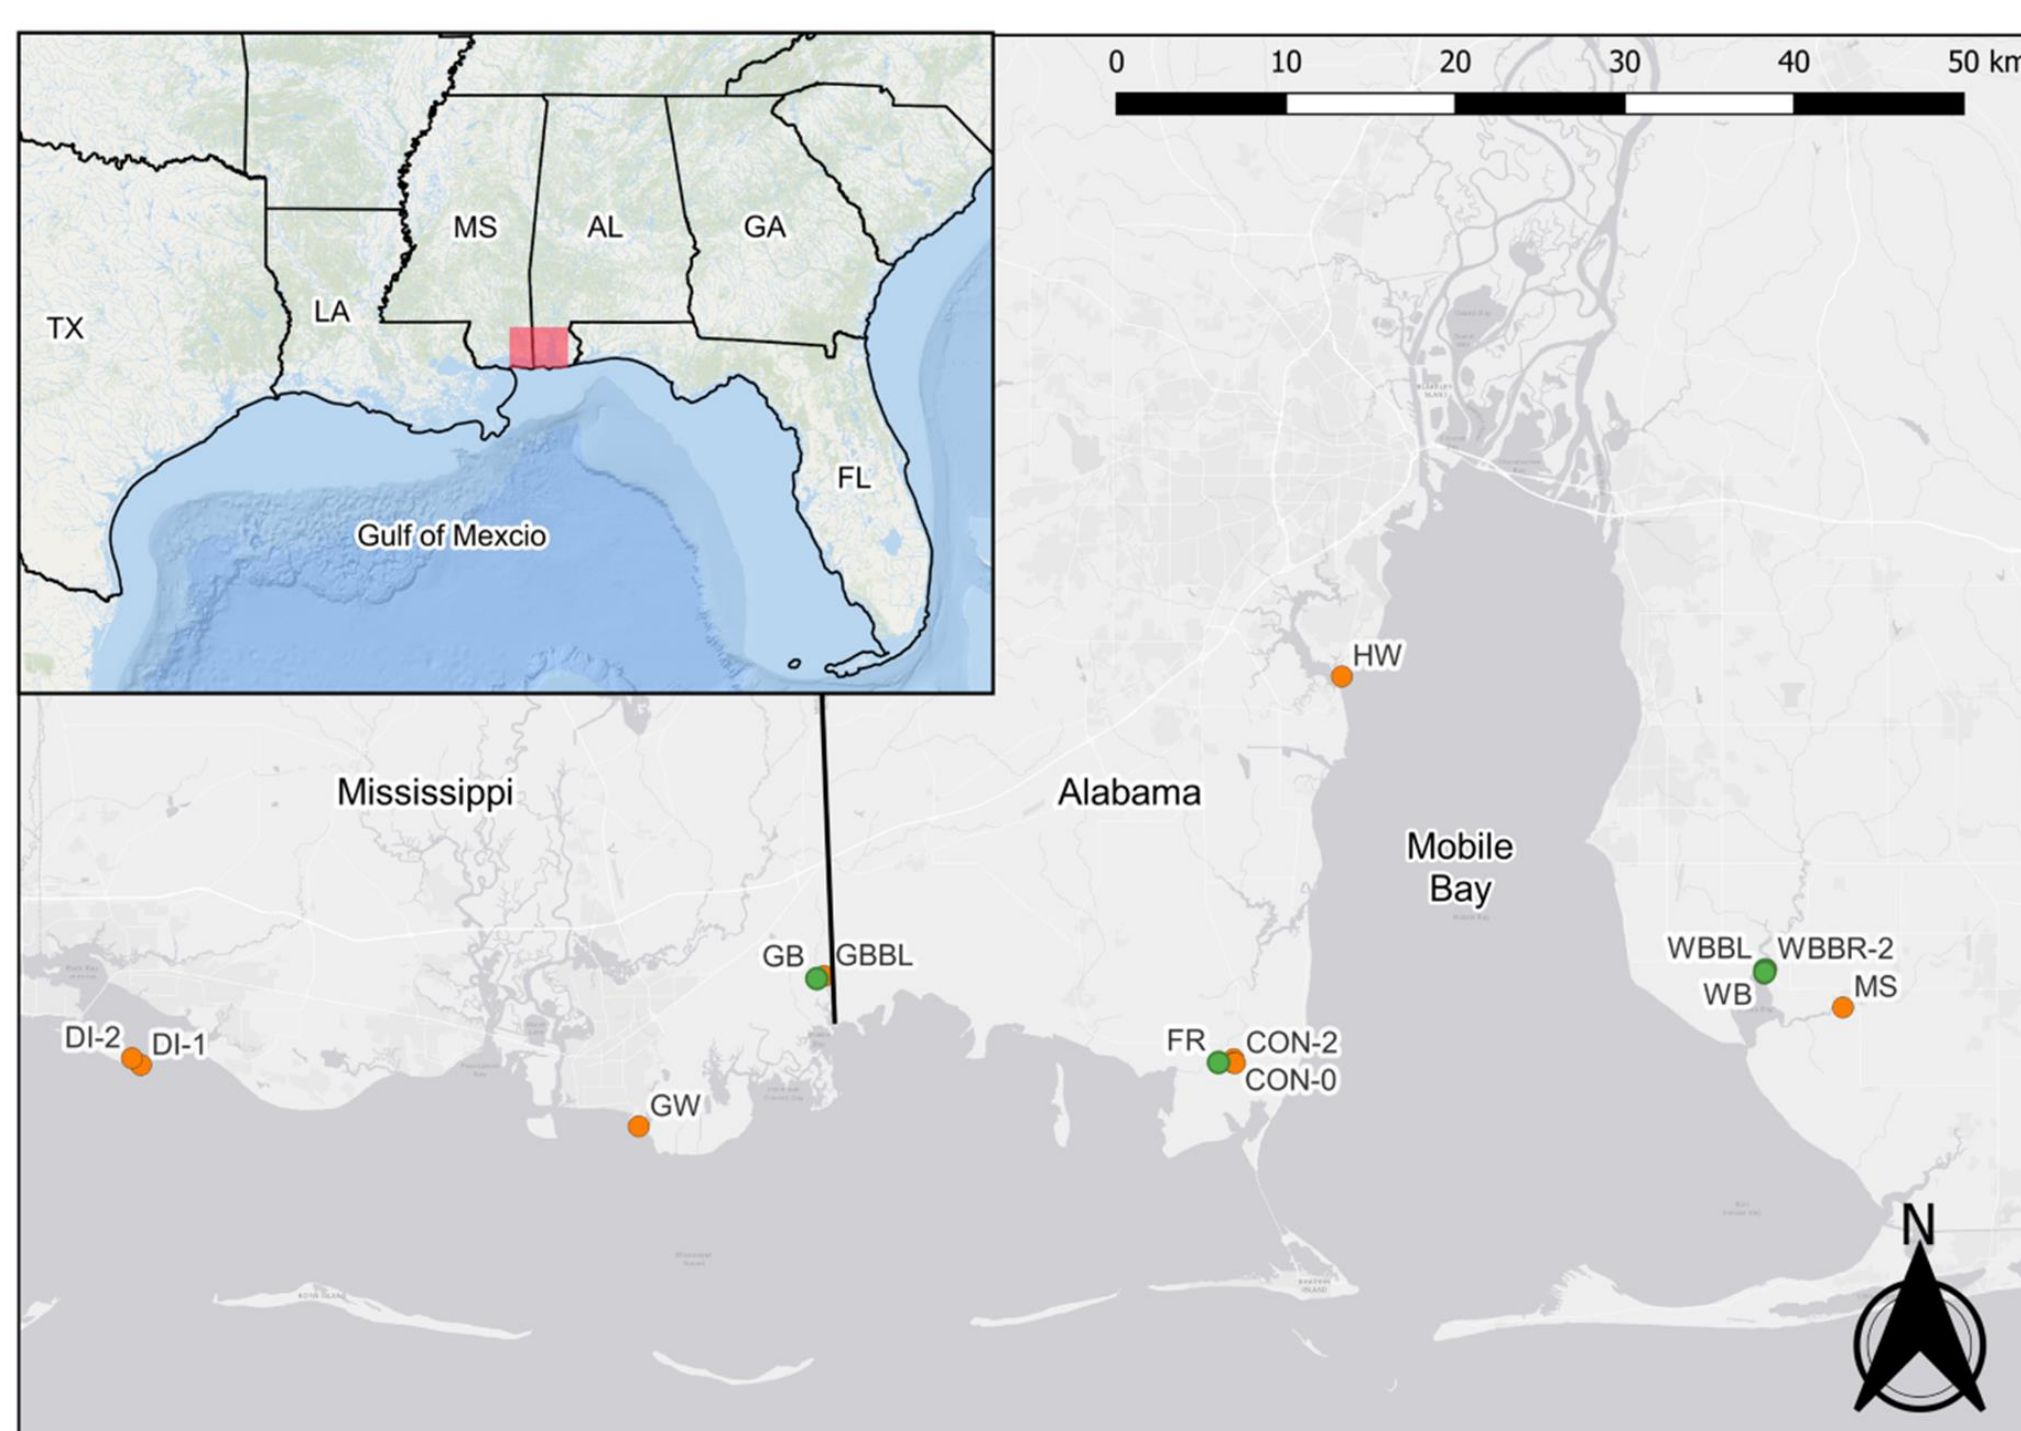 0 10 20 30 40 50 km
MS
AL
GA
LA
TX
FL
Gulf of Mexcio
HW
Mississippi
Alabama
Mobile
Bay
GB
GBBL
WBBL
WBBR-2
WB
MS
DI-2
DI-1
FR
CON-2
CON-0
GW
N